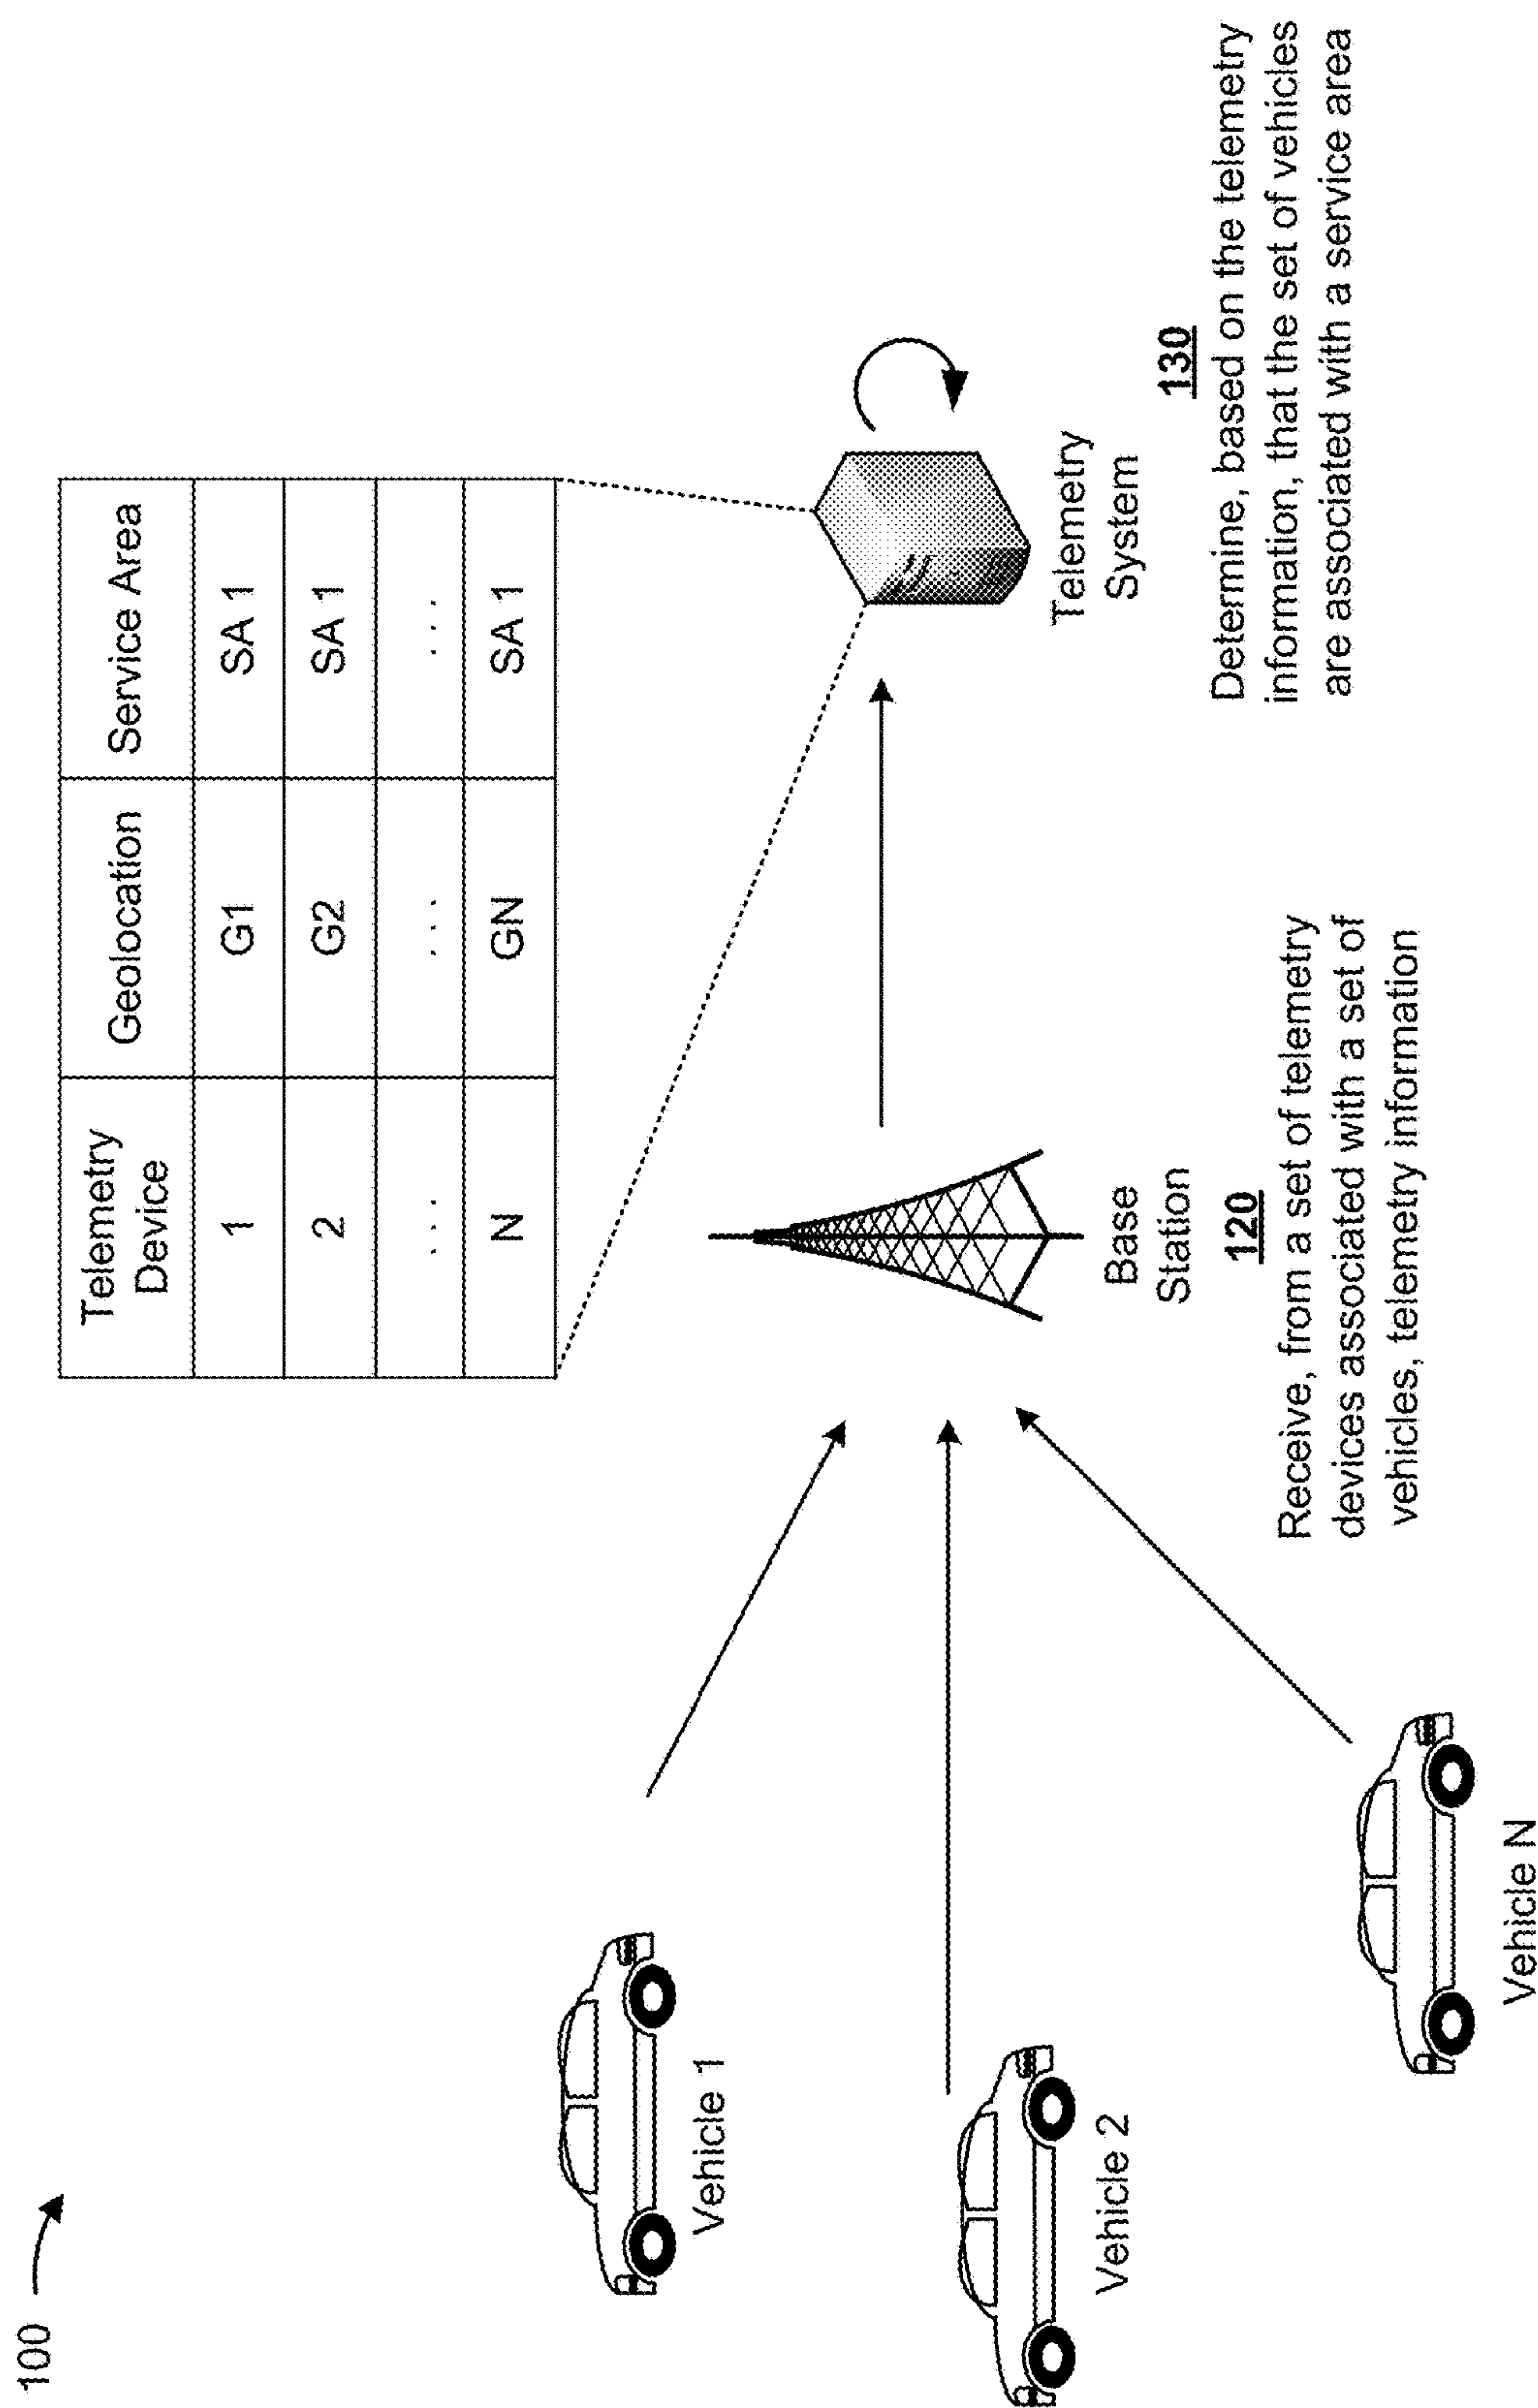 100
Telemetry
Device
Geolocation
Service Area
1
G1
SA 1
2
G2
SA 1
...
...
...
N
GN
SA 1
Vehicle 1
Vehicle 2
Vehicle N
Base
Station
120
Receive, from a set of telemetry
devices associated with a set of
vehicles, telemetry information
Telemetry
System
130
Determine, based on the telemetry
information, that the set of vehicles
are associated with a service area